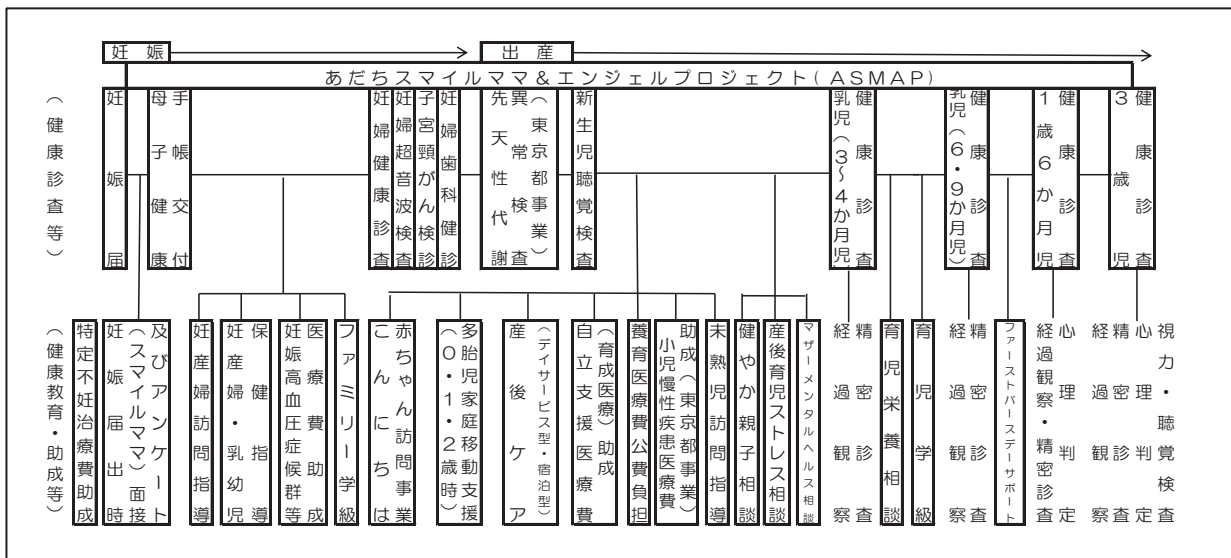 妊娠
出産
あだちスマイルママ＆エンジェルプロジェクト(ASMAP)
（健康診査等）
妊娠届
母子健康
手帳交付
妊婦健康診査
妊婦超音波検査
子宮頸がん検診
妊婦歯科健診
先天性代謝
異常検査
（東京都事業）
新生児聴覚検査
乳児（3〜4か月児）
健康診査
乳児（6・9か月児）
健康診査
1歳6か月児
健康診査
3歳児
健康診査
（健康教育・助成等）
特定不妊治療費助成
妊娠届出時
（スマイルママ）面接
及びアンケート
妊産婦訪問指導
妊産婦・乳幼児
保健指導
妊娠高血圧症候群等
医療費助成
ファミリー学級
こんにちは
赤ちゃん訪問事業
多胎児家庭移動支援
（0・1・2歳時）
産後ケア
（デイサービス型・宿泊型）
自立支援医療費
（育成医療）助成
養育医療費公費負担
小児慢性疾患医療費
助成（東京都事業）
未熟児訪問指導
健やか親子相談
産後育児ストレス相談
マザーメンタルヘルス相談
経過観察
精密診査
育児栄養相談
育児学級
経過観察
精密診査
ファーストバースデーサポート
経過観察・精密診査
心理判定
経過観察
精密診査
心理判定
視力・聴覚検査